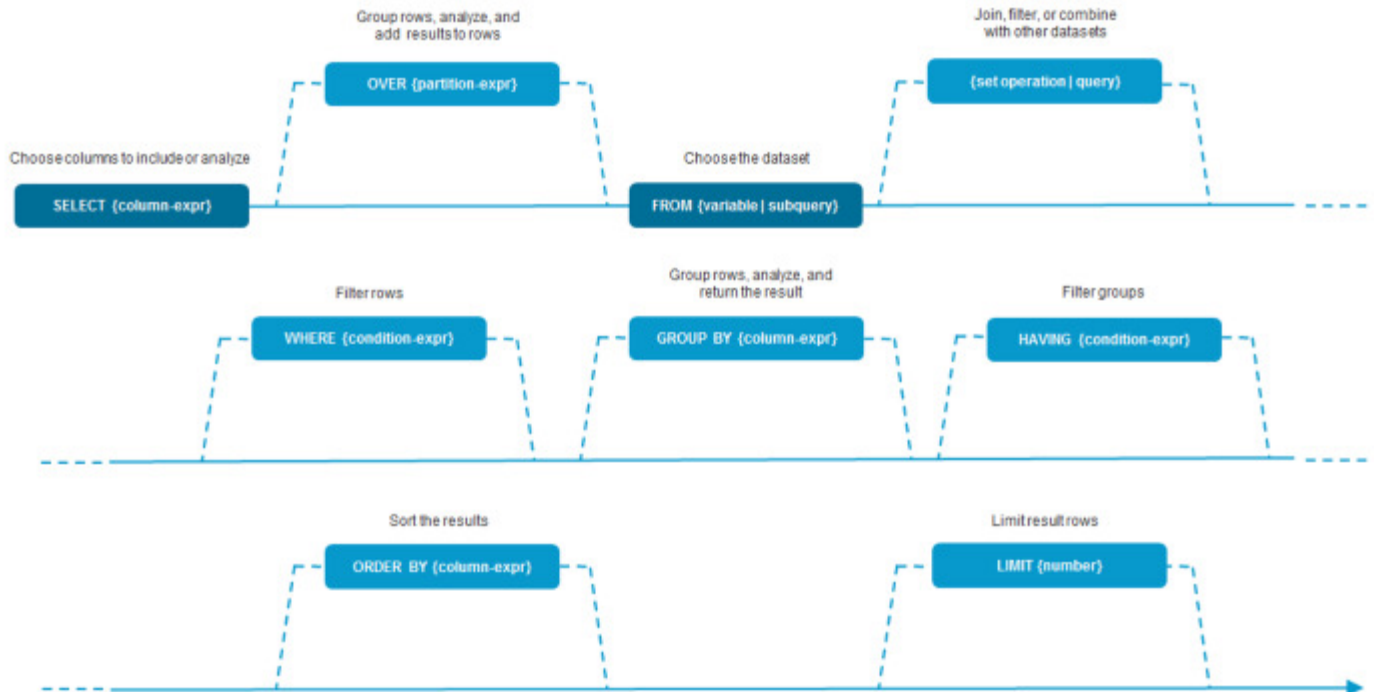 Group rows, analyze, and
add results to rows
Join, filter, or combine
with other datasets
OVER {partition-expr}
{set operation | query}
Choose columns to include or analyze
Choose the dataset
SELECT {column-expr}
FROM {variable | subquery}
Filter rows
Group rows, analyze, and
return the result
Filter groups
WHERE {condition-expr}
GROUP BY {column-expr}
HAVING {condition-expr}
Sort the results
Limit result rows
ORDER BY {column-expr}
LIMIT {number}